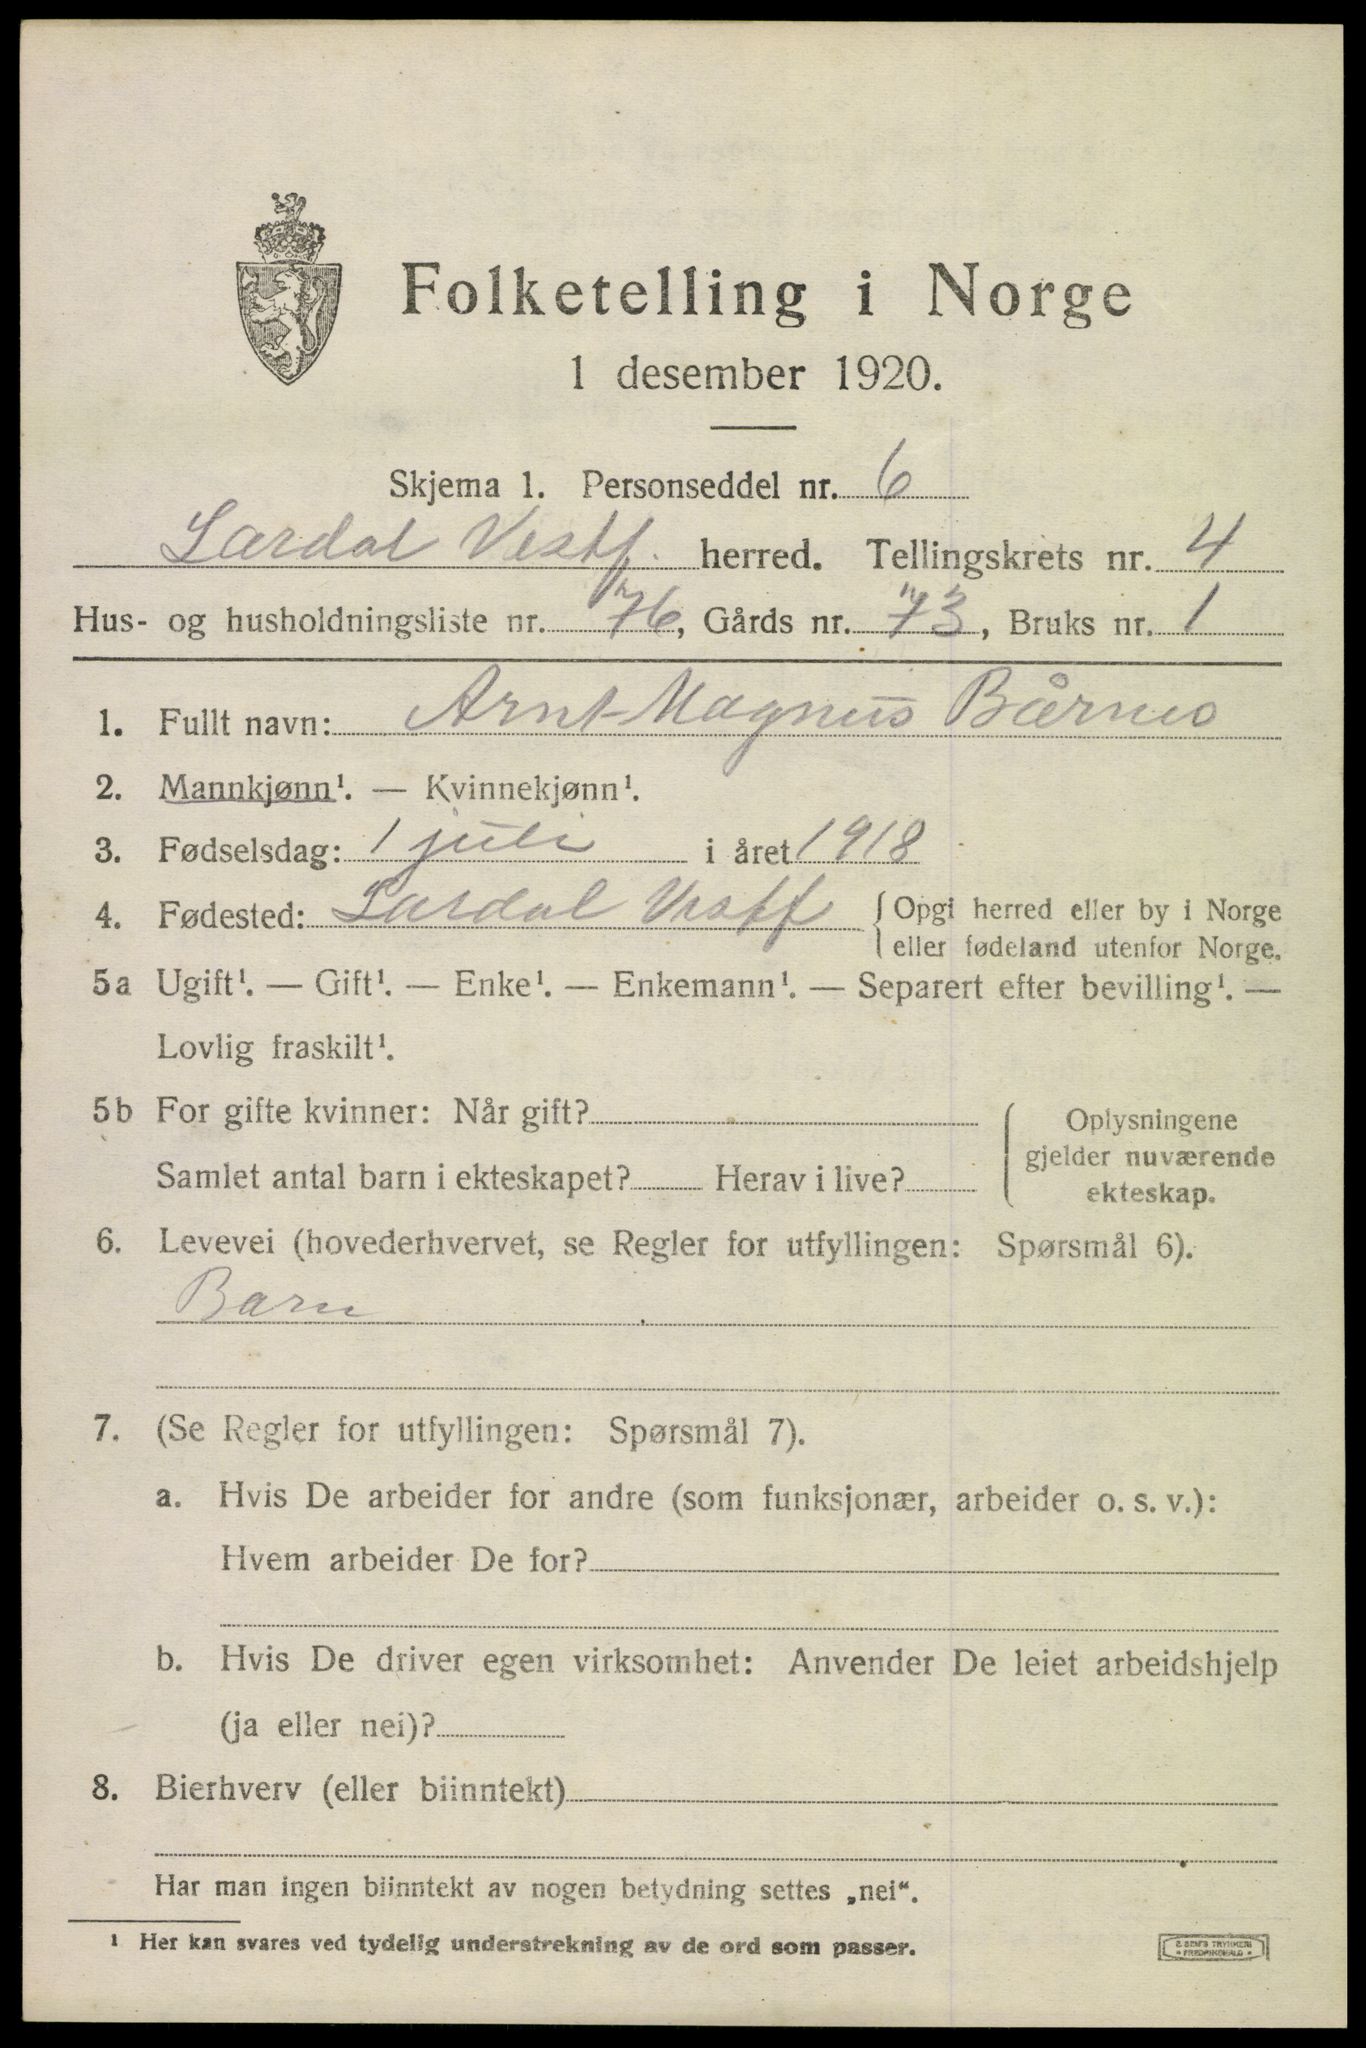 Folketelling i Norge
1 desember 1920.
Skjema 1. Personseddel nr. 6
Lardal Vestf. herred. Tellingskrets nr. 4
Hus- og husholdningsliste nr. 76, Gårds nr. 73, Bruks nr. 1
1. Fullt navn: Arnt Magnus Bårnes
2. Mannkjønn¹. — Kvinnekjønn¹.
3. Fødselsdag: 1 juli i året 1918
4. Fødested: Lardal Vestf { Opgi herred eller by i Norge
eller fødeland utenfor Norge.
5a Ugift¹. — Gift¹. — Enke¹. — Enkemann¹. — Separert efter bevilling¹. —
Lovlig fraskilt¹.
5b For gifte kvinner: Når gift?
Samlet antal barn i ekteskapet? Herav i live?
Oplysningene
gjelder nuværende
ekteskap.
6. Levevei (hovederhvervet, se Regler for utfyllingen: Spørsmål 6).
Barn
7. (Se Regler for utfyllingen: Spørsmål 7).
a. Hvis De arbeider for andre (som funksjonær, arbeider o. s. v.):
Hvem arbeider De for?
b. Hvis De driver egen virksomhet: Anvender De leiet arbeidshjelp
(ja eller nei)?
8. Bierhverv (eller biinntekt)
Har man ingen biinntekt av nogen betydning settes „nei“.
¹ Her kan svares ved tydelig understrekning av de ord som passer.
TRYKKERI
FREDRIKSHALD